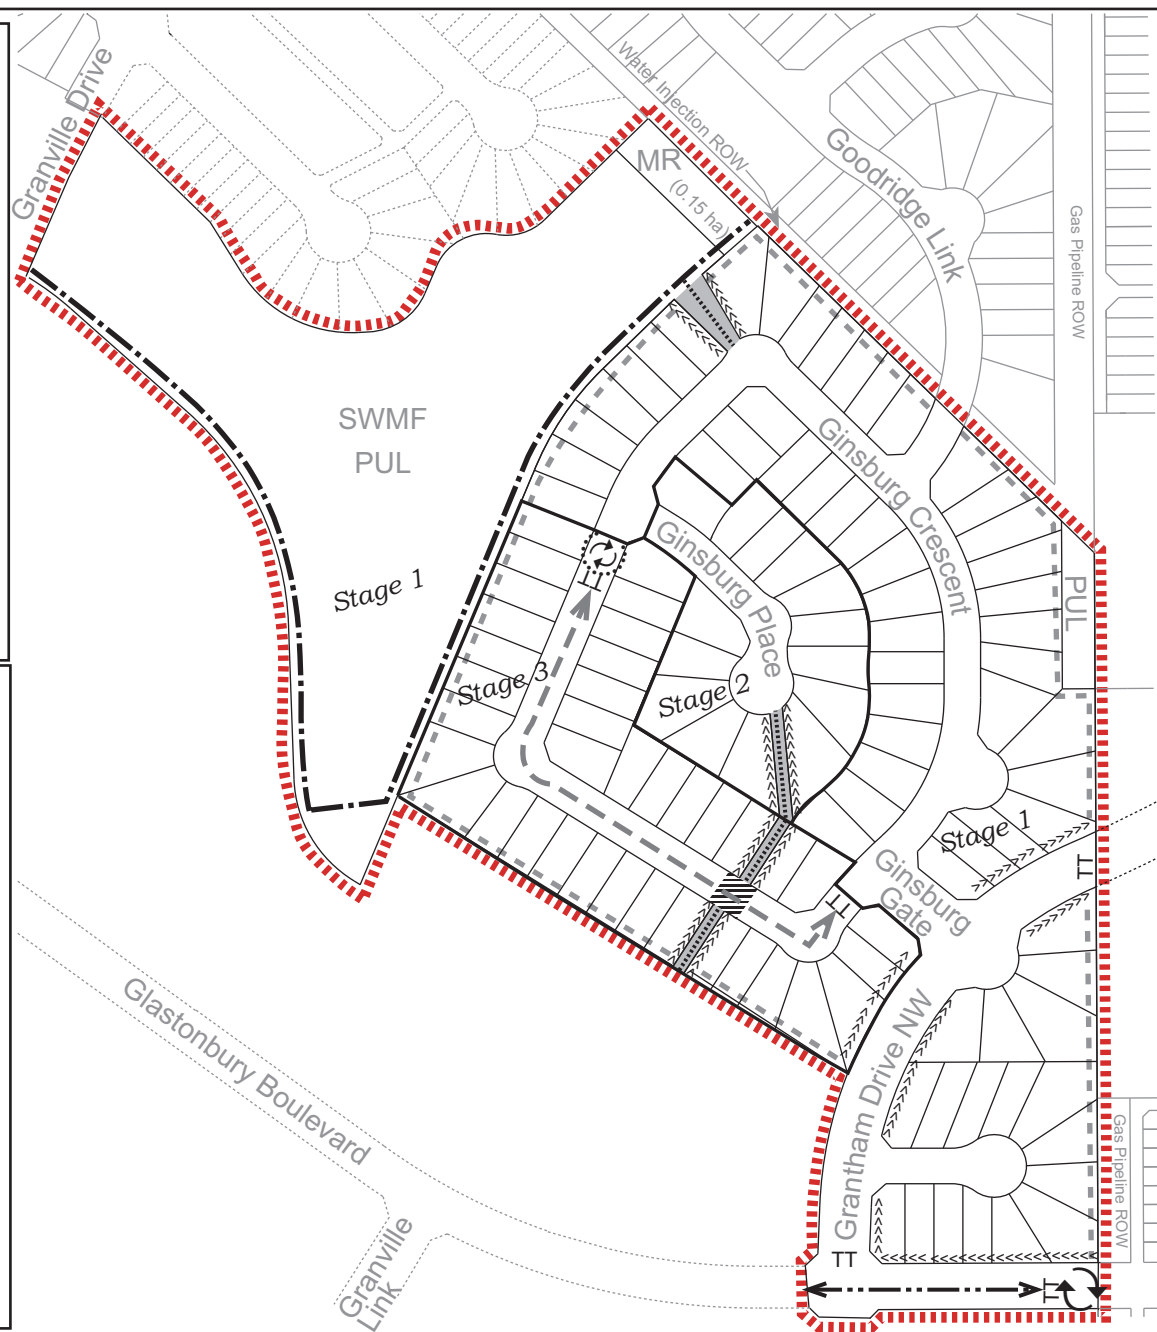 Granville Drive
Water Injection ROW
MR
(0.15 ha)
Goodridge Link
Gas Pipeline ROW
SWMF
PUL
Ginsburg Crescent
Stage 1
Ginsburg Place
PUL
TT
Stage 3
Stage 2
Stage 1
TT
Ginsburg
Gate
TT
Glastonbury Boulevard
Grantham Drive NW
Gas Pipeline ROW
Granville
Link
TT
TT